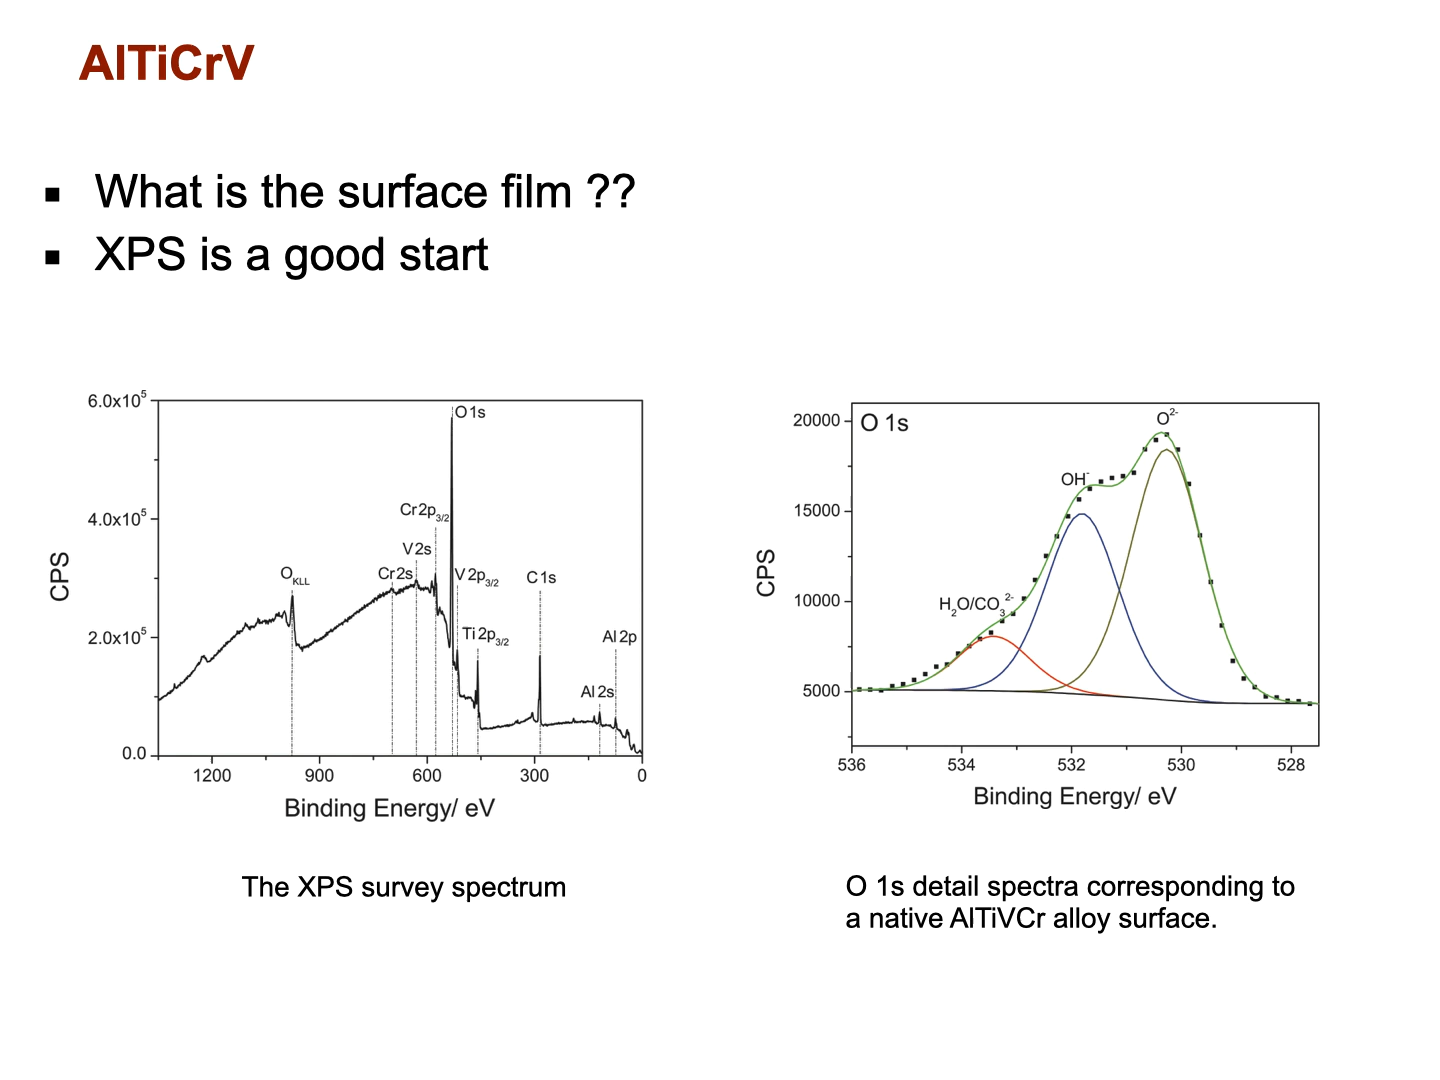 AlTiCrV
▪ What is the surface film ??
▪ XPS is a good start
6.0x10⁵
4.0x10⁵
2.0x10⁵
0.0
CPS
O 1s
Cr 2p3/2
V 2s
Cr 2s
V 2p3/2
OKLL
C 1s
Ti 2p3/2
Al 2p
Al 2s
1200 900 600 300 0
Binding Energy/ eV
The XPS survey spectrum
O 1s
20000
15000
10000
5000
CPS
O²⁻
OH⁻
H₂O/CO₃²⁻
536 534 532 530 528
Binding Energy/ eV
O 1s detail spectra corresponding to
a native AlTiVCr alloy surface.